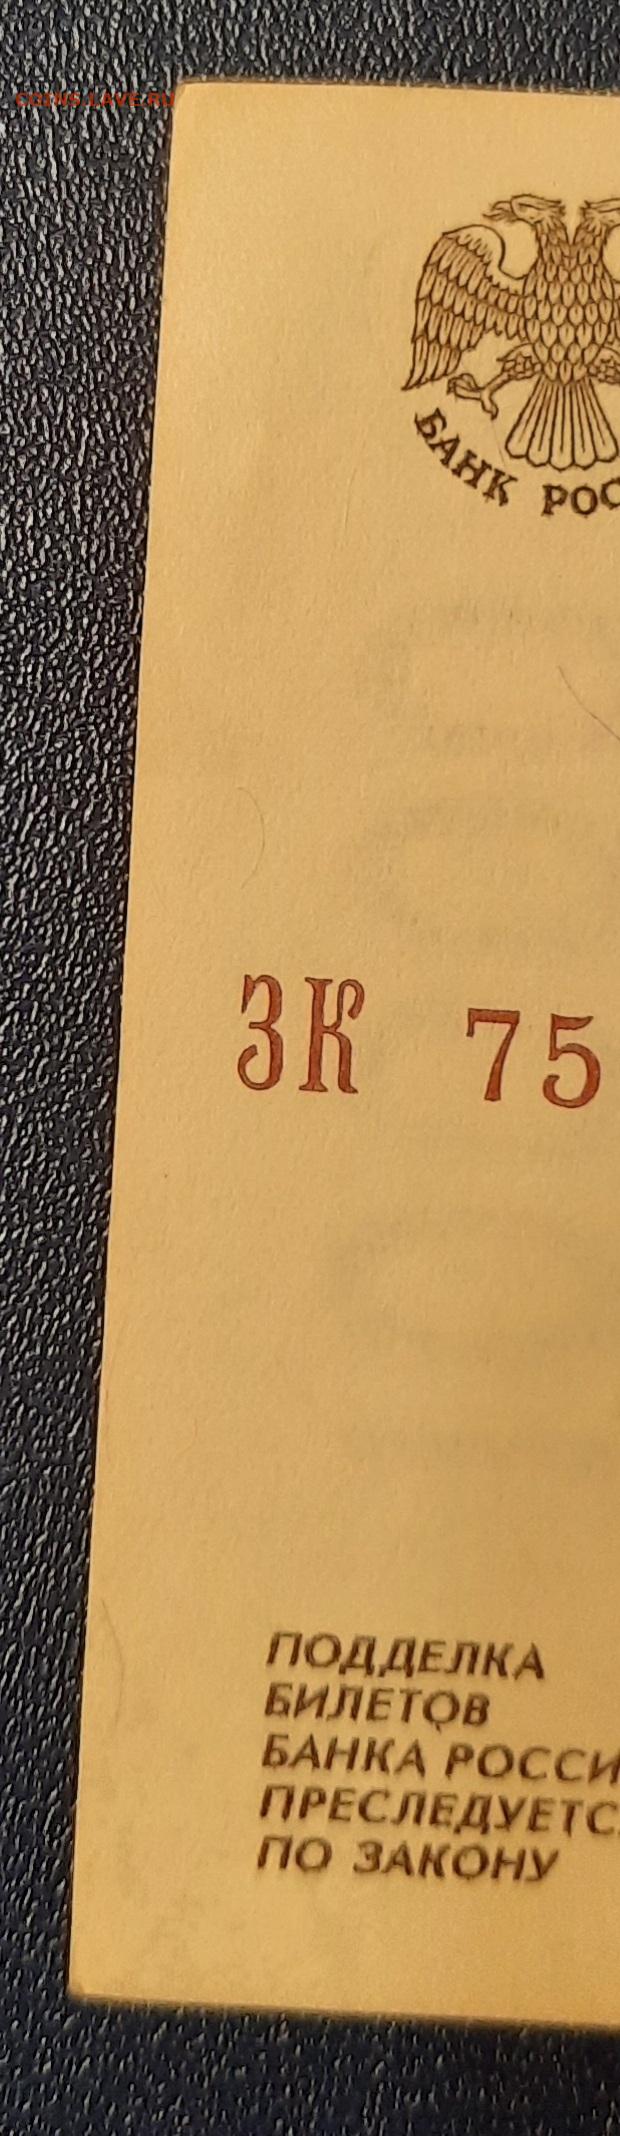 COINS.LAVE.RU
БАНК РОС
ЗК 75
ПОДДЕЛКА
БИЛЕТОВ
БАНКА РОССИ
ПРЕСЛЕДУЕТС
ПО ЗАКОНУ